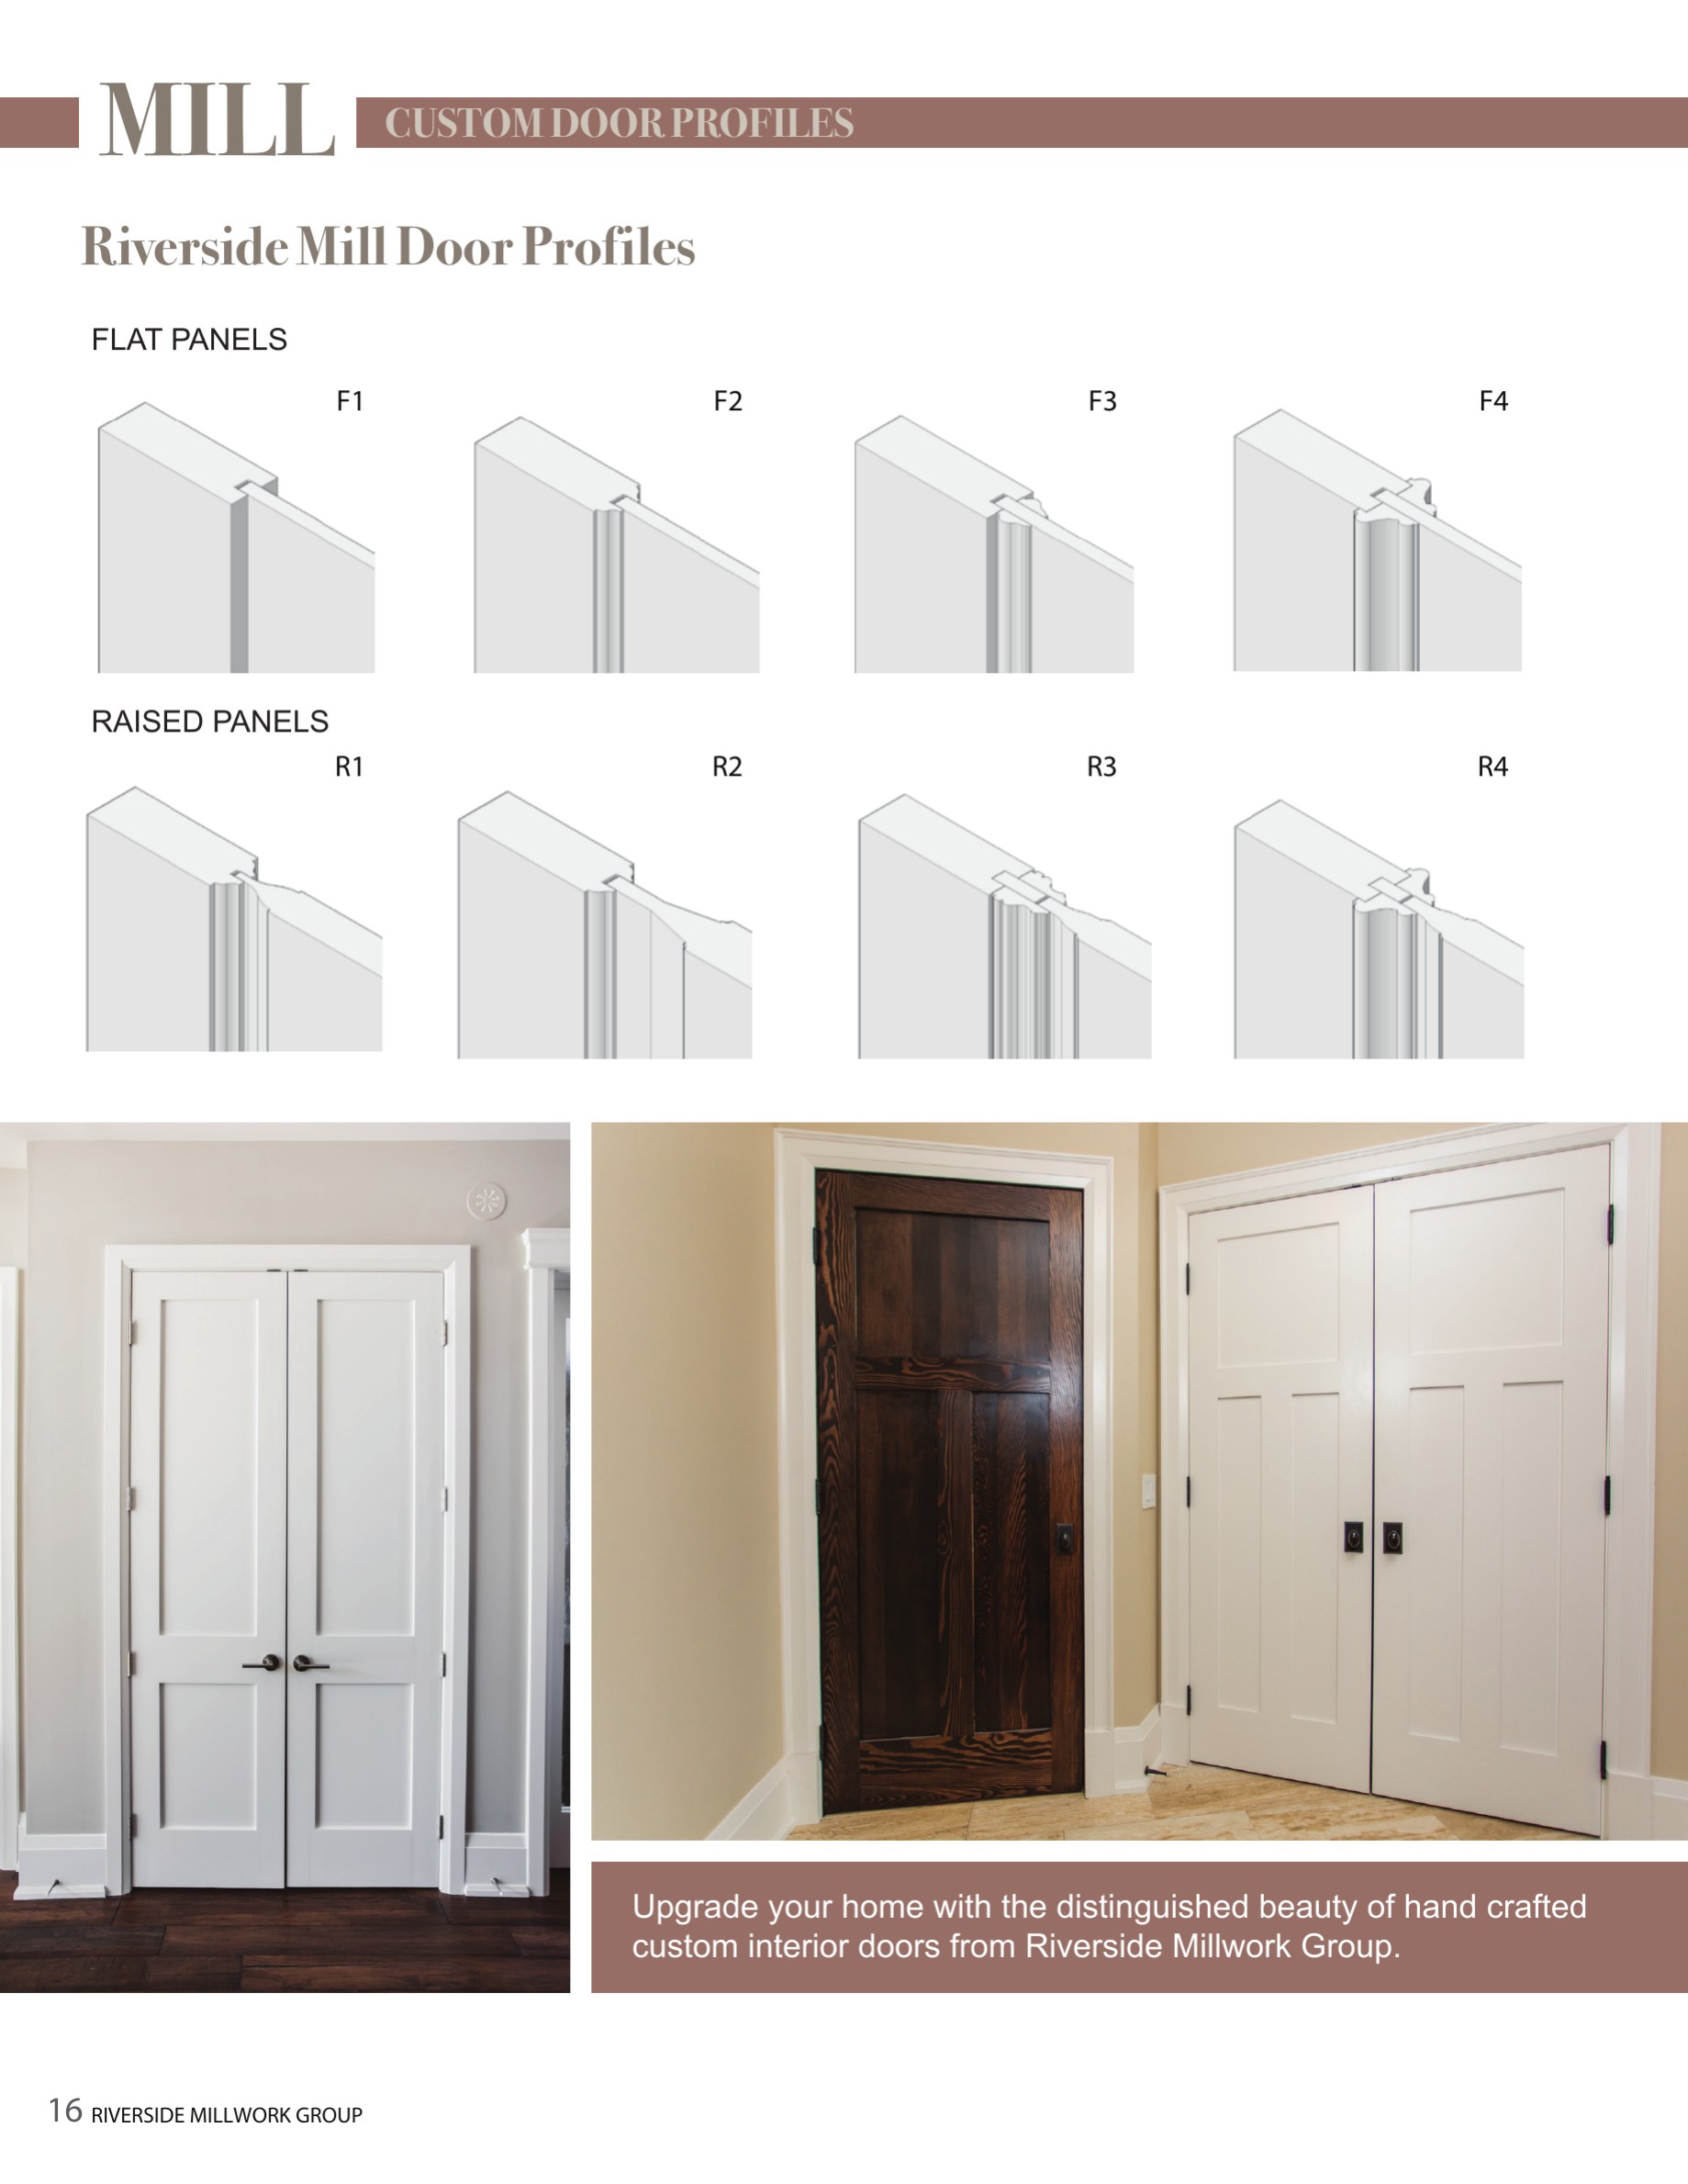 MILL
CUSTOM DOOR PROFILES
Riverside Mill Door Profiles
FLAT PANELS
F1
F2
F3
F4
RAISED PANELS
R1
R2
R3
R4
Upgrade your home with the distinguished beauty of hand crafted
custom interior doors from Riverside Millwork Group.
16 RIVERSIDE MILLWORK GROUP